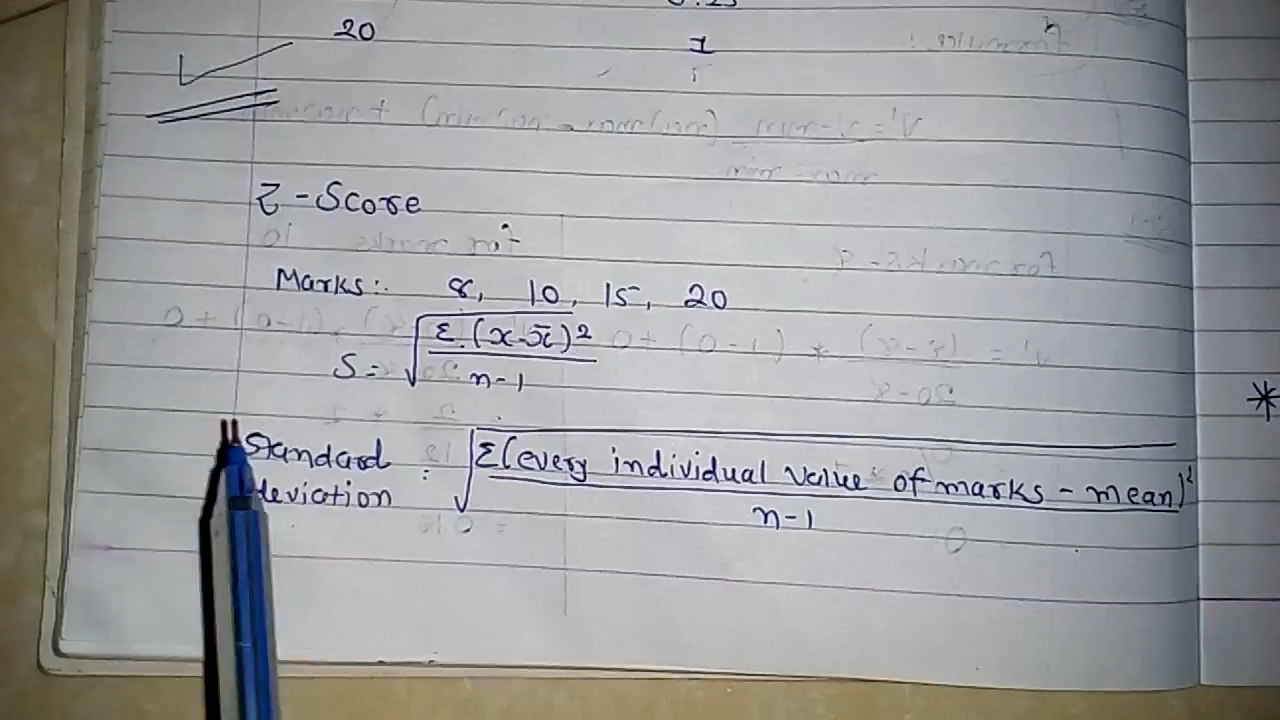 20 1
Z-Score
Marks:. 8, 10, 15, 20
S = √Σ(x-x̄)²
n-1
Standard deviation : √Σ(every individual value of marks - mean)²
n-1
*